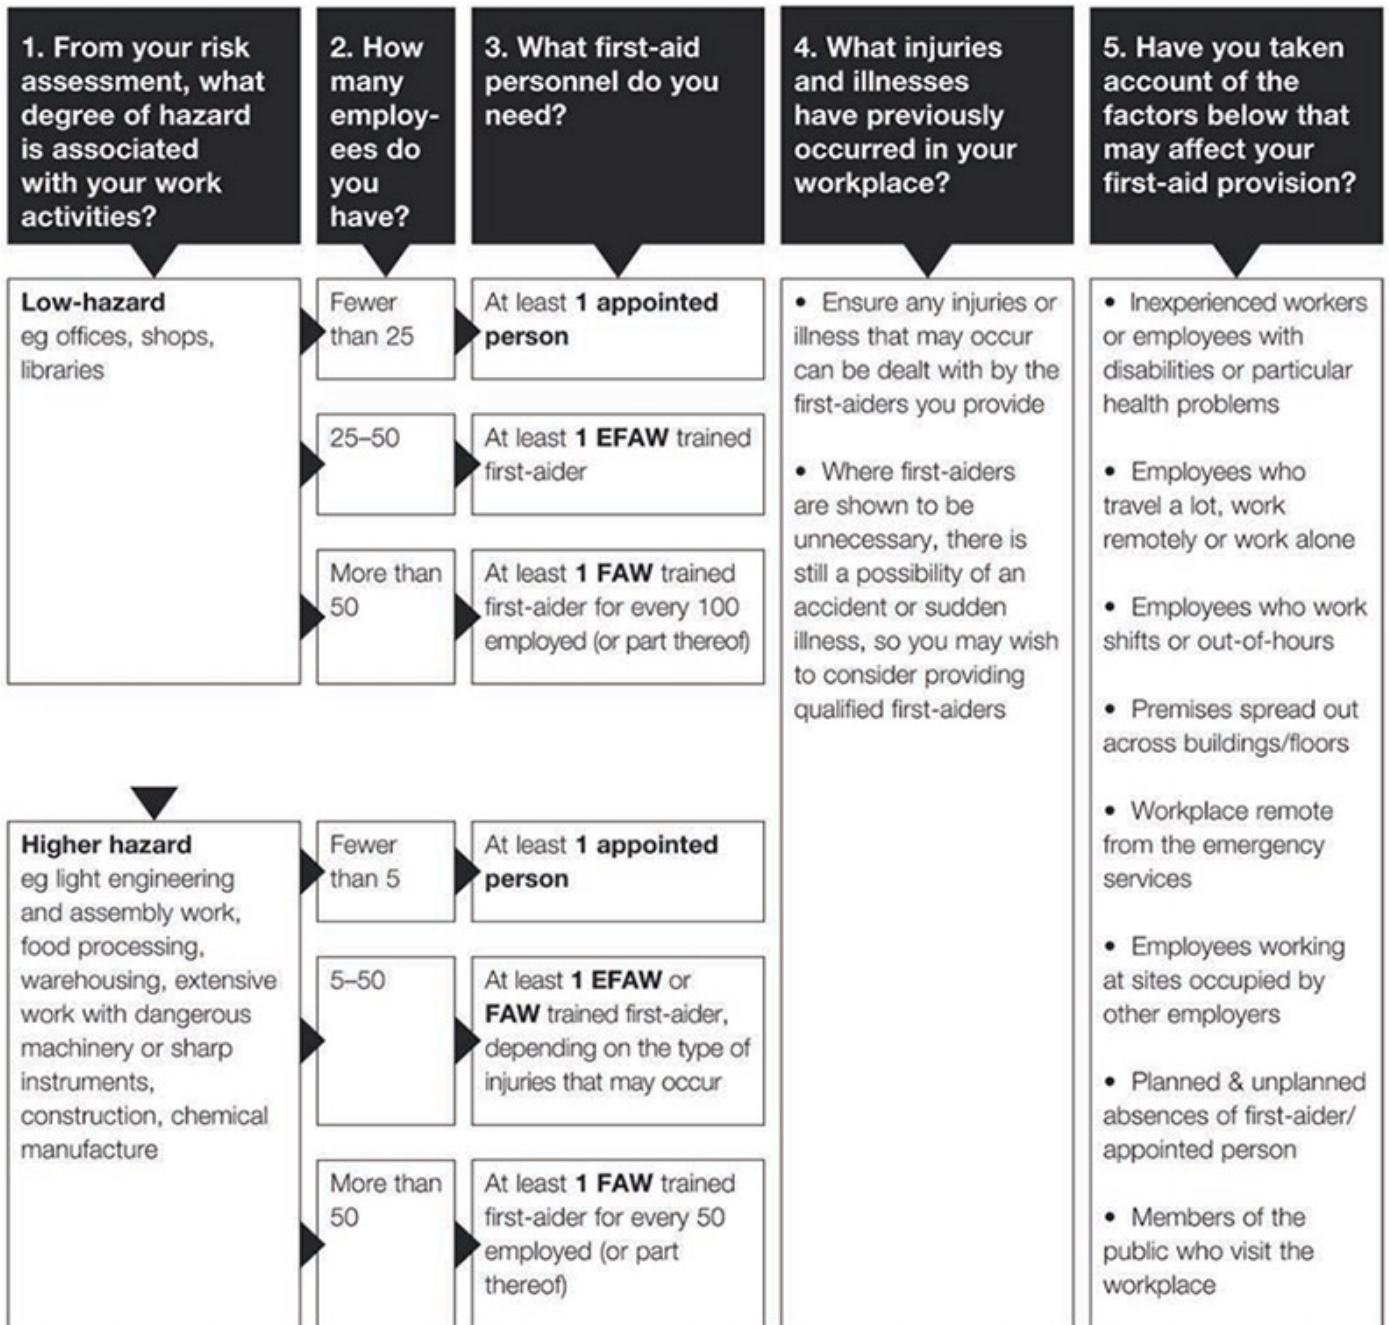 1. From your risk
assessment, what
degree of hazard
is associated
with your work
activities?
2. How
many
employ-
ees do
you
have?
3. What first-aid
personnel do you
need?
4. What injuries
and illnesses
have previously
occurred in your
workplace?
5. Have you taken
account of the
factors below that
may affect your
first-aid provision?
Low-hazard
eg offices, shops,
libraries
Fewer
than 25
At least 1 appointed
person
25–50
At least 1 EFAW trained
first-aider
More than
50
At least 1 FAW trained
first-aider for every 100
employed (or part thereof)
Higher hazard
eg light engineering
and assembly work,
food processing,
warehousing, extensive
work with dangerous
machinery or sharp
instruments,
construction, chemical
manufacture
Fewer
than 5
At least 1 appointed
person
5–50
At least 1 EFAW or
FAW trained first-aider,
depending on the type of
injuries that may occur
More than
50
At least 1 FAW trained
first-aider for every 50
employed (or part
thereof)
• Ensure any injuries or
illness that may occur
can be dealt with by the
first-aiders you provide
• Where first-aiders
are shown to be
unnecessary, there is
still a possibility of an
accident or sudden
illness, so you may wish
to consider providing
qualified first-aiders
• Inexperienced workers
or employees with
disabilities or particular
health problems
• Employees who
travel a lot, work
remotely or work alone
• Employees who work
shifts or out-of-hours
• Premises spread out
across buildings/floors
• Workplace remote
from the emergency
services
• Employees working
at sites occupied by
other employers
• Planned & unplanned
absences of first-aider/
appointed person
• Members of the
public who visit the
workplace